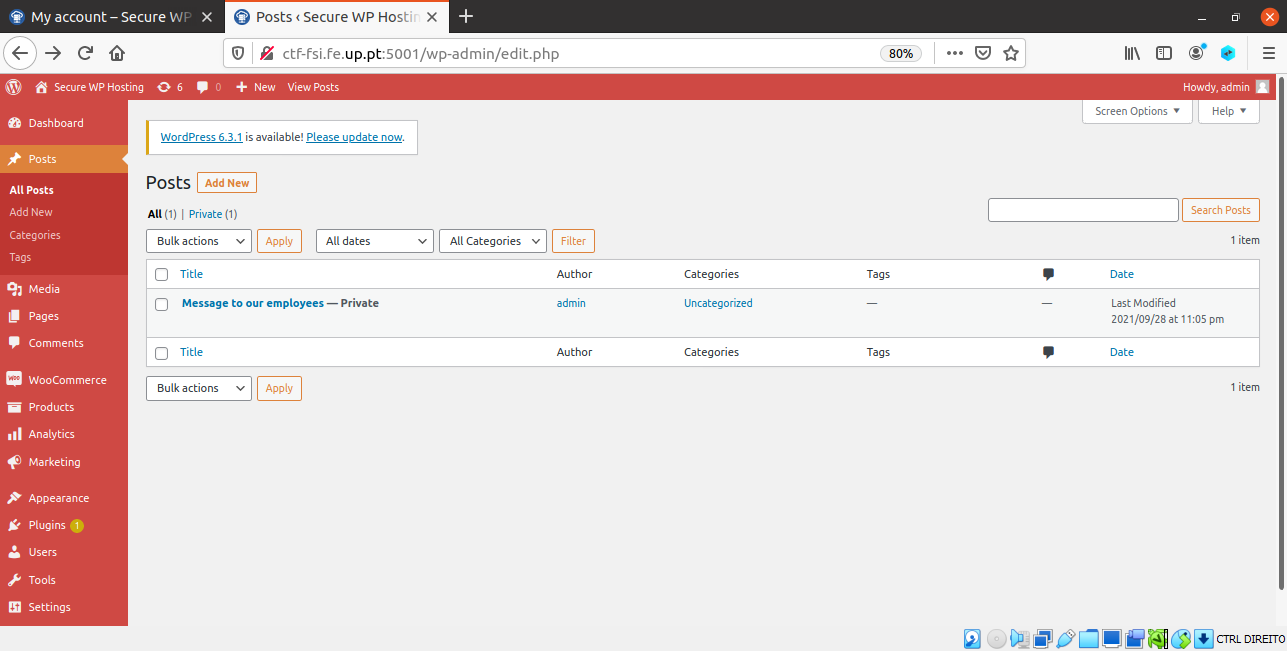 My account – Secure WP
Posts ‹ Secure WP Hosting
ctf-fsi.fe.up.pt:5001/wp-admin/edit.php
80%
Secure WP Hosting
6
0
New
View Posts
Howdy, admin
Dashboard
Posts
All Posts
Add New
Categories
Tags
Media
Pages
Comments
WooCommerce
Products
Analytics
Marketing
Appearance
Plugins 1
Users
Tools
Settings
Screen Options
Help
WordPress 6.3.1 is available! Please update now.
Posts
Add New
All (1) | Private (1)
Search Posts
Bulk actions
Apply
All dates
All Categories
Filter
1 item
Title Author Categories Tags Date
Message to our employees — Private admin Uncategorized — — Last Modified
2021/09/28 at 11:05 pm
Title Author Categories Tags Date
Bulk actions
Apply
1 item
CTRL DIREITO